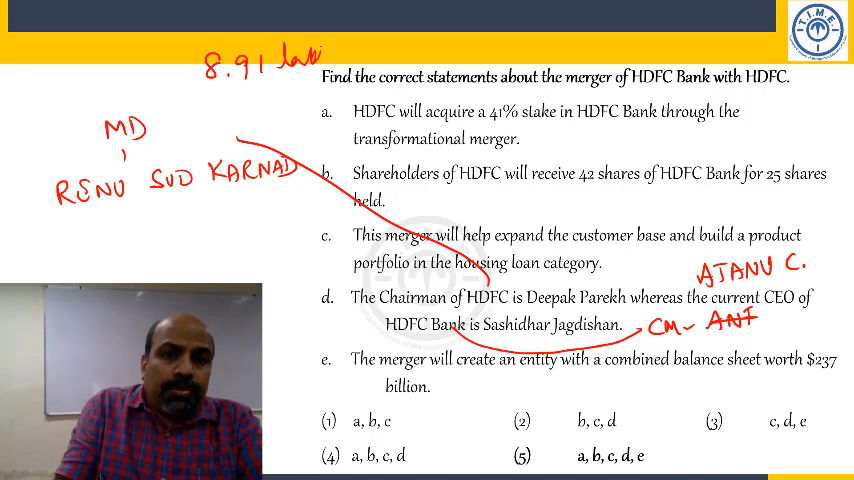 8.91 lak
T.I.M.E.
Find the correct statements about the merger of HDFC Bank with HDFC.
a. HDFC will acquire a 41% stake in HDFC Bank through the
transformational merger.
MD
RENU SUD KARNAD
b. Shareholders of HDFC will receive 42 shares of HDFC Bank for 25 shares
held.
c. This merger will help expand the customer base and build a product
portfolio in the housing loan category.
ATANU C.
d. The Chairman of HDFC is Deepak Parekh whereas the current CEO of
HDFC Bank is Sashidhar Jagdishan.
CM - ANI
e. The merger will create an entity with a combined balance sheet worth $237
billion.
(1) a, b, c (2) b, c, d (3) c, d, e
(4) a, b, c, d (5) a, b, c, d, e